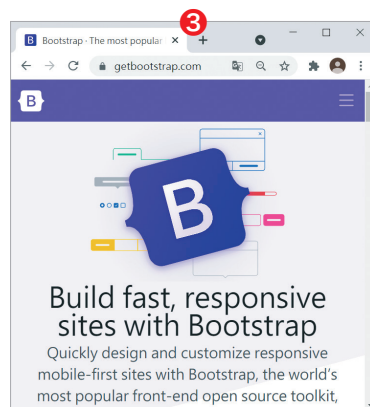 3
B Bootstrap · The most popular
getbootstrap.com
B
B
Build fast, responsive
sites with Bootstrap
Quickly design and customize responsive
mobile-first sites with Bootstrap, the world's
most popular front-end open source toolkit,